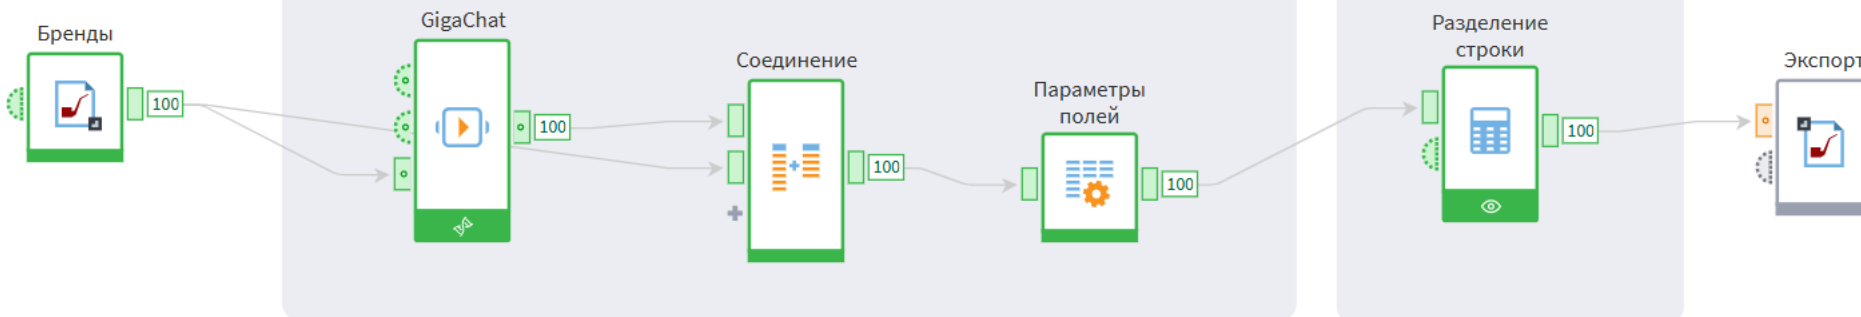 Бренды
100
GigaChat
100
Соединение
100
Параметры
полей
100
Разделение
строки
100
Экспорт